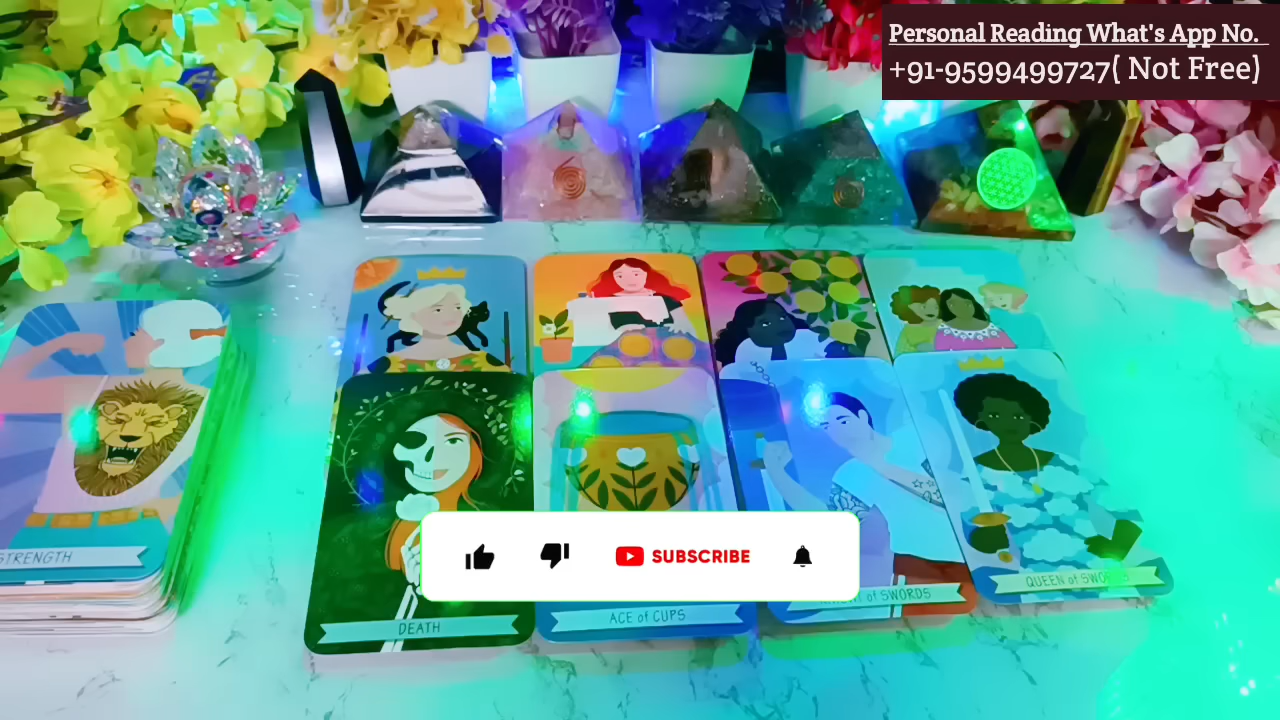 Personal Reading What's App No.
+91-9599499727( Not Free)
STRENGTH
SUBSCRIBE
of SWORDS
QUEEN of SWORDS
ACE of CUPS
DEATH